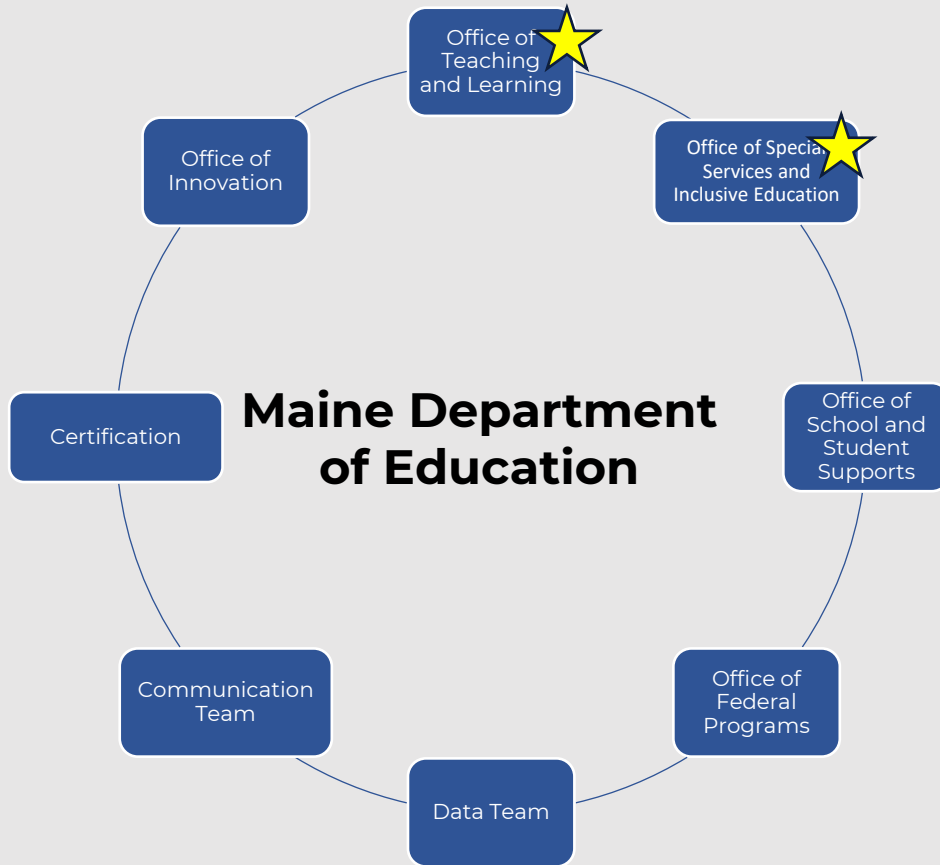 Office of
Teaching
and Learning
Office of Special
Services and
Inclusive Education
Office of
School and
Student
Supports
Office of
Federal
Programs
Data Team
Communication
Team
Certification
Office of
Innovation
Maine Department
of Education